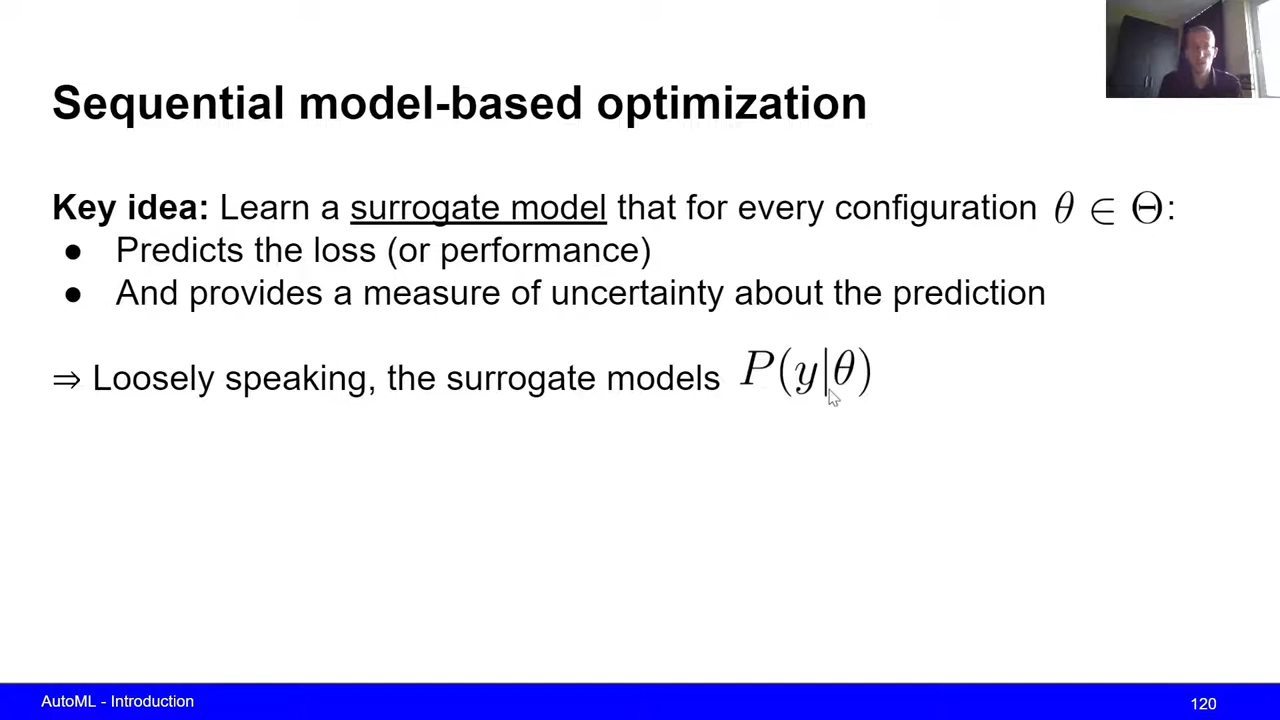 Sequential model-based optimization
Key idea: Learn a surrogate model that for every configuration θ ∈ Θ:
● Predicts the loss (or performance)
● And provides a measure of uncertainty about the prediction
⇒ Loosely speaking, the surrogate models P(y|θ)
AutoML - Introduction
120